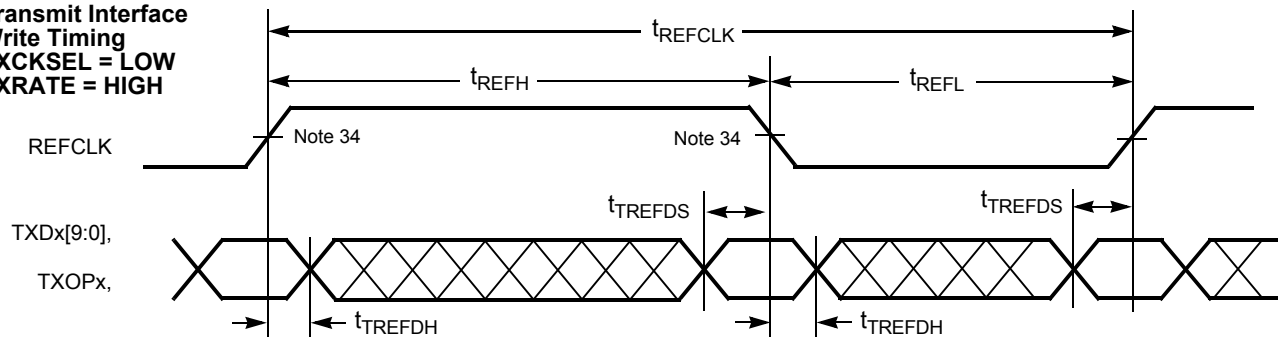 ransmit Interface
Write Timing
XCKSEL = LOW
XRATE = HIGH
tREFCLK
tREFH
tREFL
REFCLK
Note 34
Note 34
tTREFDS
tTREFDS
TXDx[9:0],
TXOPx,
tTREFDH
tTREFDH